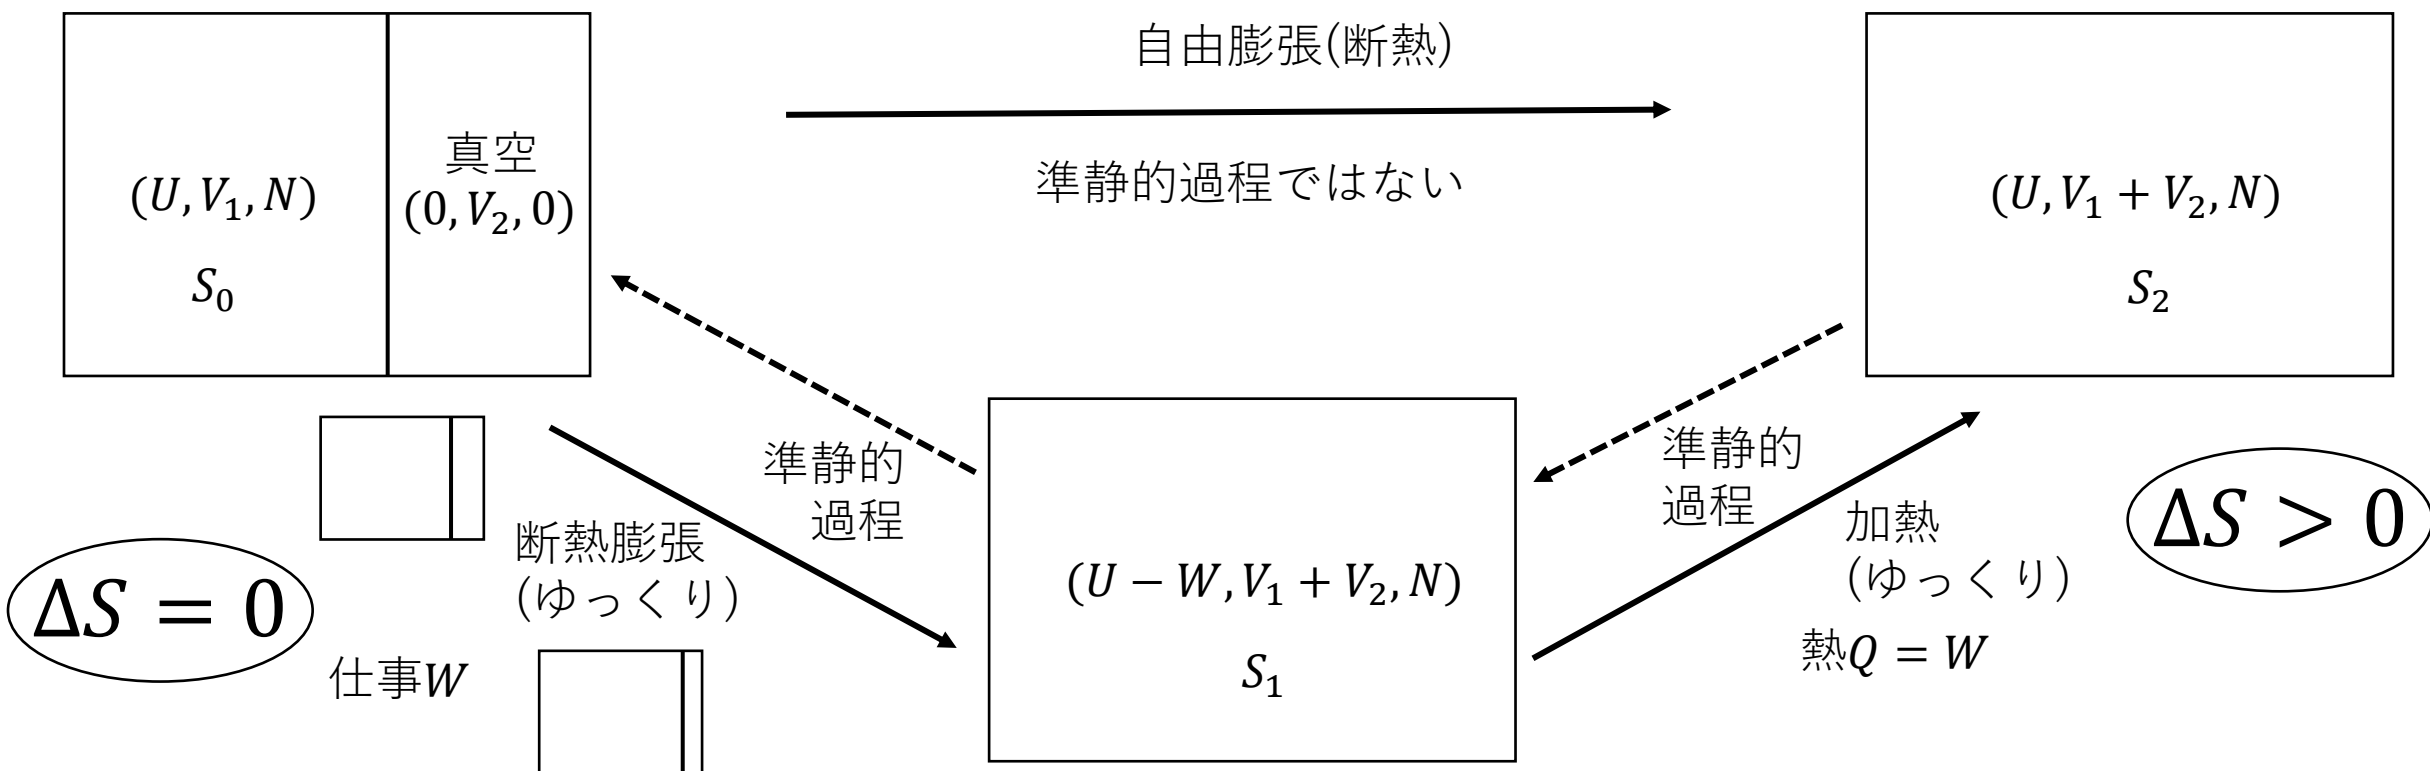 自由膨張(断熱)
準静的過程ではない
真空
(0, V₂, 0)
(U, V₁, N)
S₀
(U, V₁ + V₂, N)
S₂
準静的
過程
断熱膨張
(ゆっくり)
ΔS = 0
仕事W
(U − W, V₁ + V₂, N)
S₁
準静的
過程
加熱
(ゆっくり)
熱Q = W
ΔS > 0